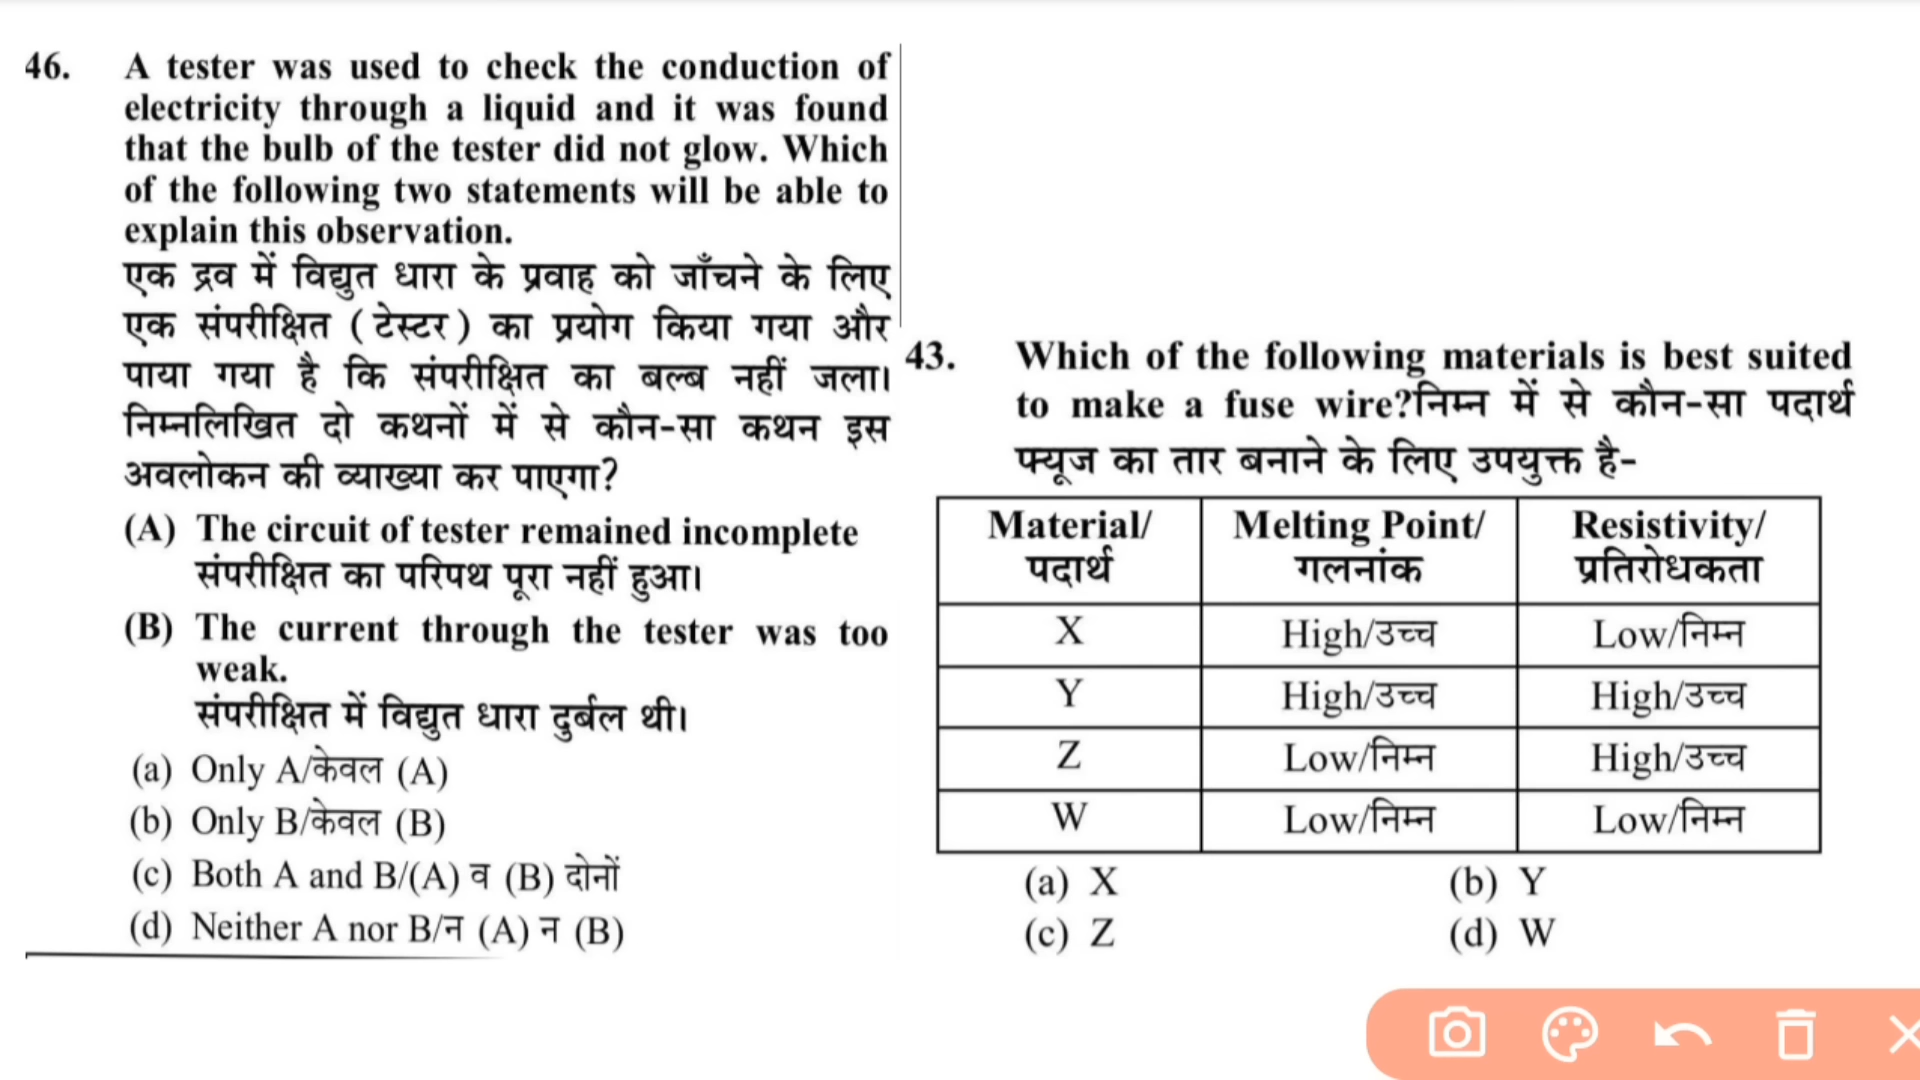 46. A tester was used to check the conduction of
electricity through a liquid and it was found
that the bulb of the tester did not glow. Which
of the following two statements will be able to
explain this observation.
एक द्रव में विद्युत धारा के प्रवाह को जाँचने के लिए
एक संपरीक्षित (टेस्टर) का प्रयोग किया गया और
पाया गया है कि संपरीक्षित का बल्ब नहीं जला।
निम्नलिखित दो कथनों में से कौन-सा कथन इस
अवलोकन की व्याख्या कर पाएगा?
(A) The circuit of tester remained incomplete
संपरीक्षित का परिपथ पूरा नहीं हुआ।
(B) The current through the tester was too
weak.
संपरीक्षित में विद्युत धारा दुर्बल थी।
(a) Only A/केवल (A)
(b) Only B/केवल (B)
(c) Both A and B/(A) व (B) दोनों
(d) Neither A nor B/न (A) न (B)
43. Which of the following materials is best suited
to make a fuse wire?निम्न में से कौन-सा पदार्थ
फ्यूज का तार बनाने के लिए उपयुक्त है-
Material/ Melting Point/ Resistivity/
पदार्थ गलनांक प्रतिरोधकता
X High/उच्च Low/निम्न
Y High/उच्च High/उच्च
Z Low/निम्न High/उच्च
W Low/निम्न Low/निम्न
(a) X (b) Y
(c) Z (d) W